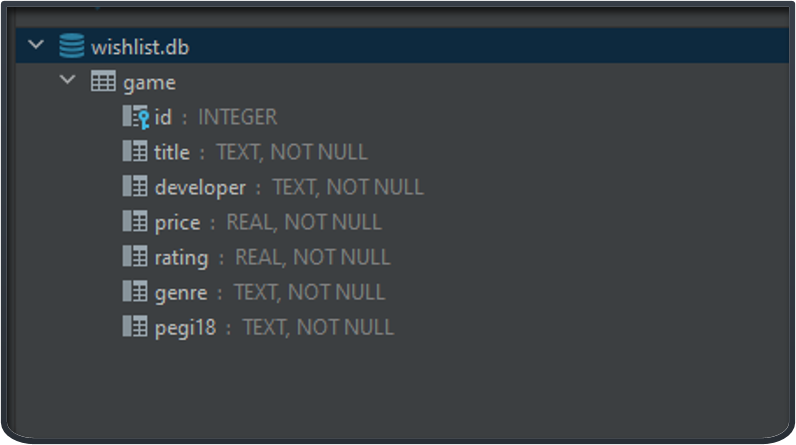 wishlist.db
game
id : INTEGER
title : TEXT, NOT NULL
developer : TEXT, NOT NULL
price : REAL, NOT NULL
rating : REAL, NOT NULL
genre : TEXT, NOT NULL
pegi18 : TEXT, NOT NULL